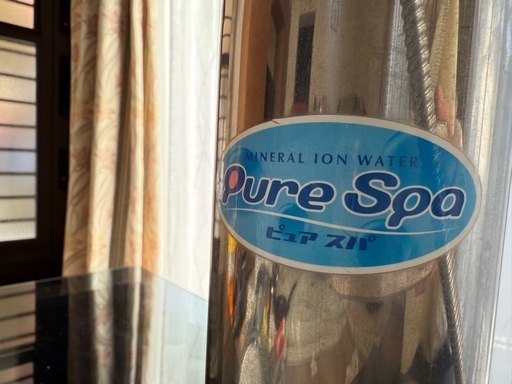 MINERAL ION WATER
Pure Spa
ピュア スパ